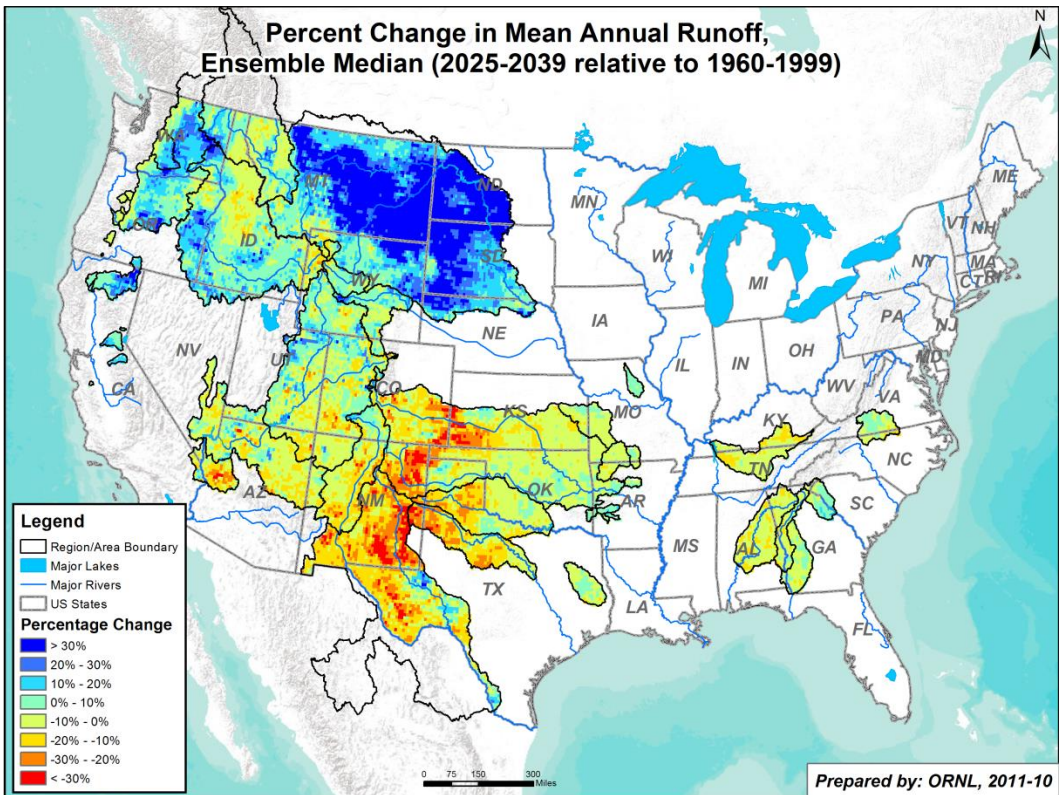 Percent Change in Mean Annual Runoff,
Ensemble Median (2025-2039 relative to 1960-1999)
N
WA
MT
ND
MN
ME
OR
ID
SD
WI
VT
NH
WY
MI
NY
MA
CT
RI
NE
IA
PA
NV
UT
IL
IN
OH
NJ
MD
CA
CO
KS
MO
WV
VA
KY
AZ
NM
OK
AR
TN
NC
SC
MS
AL
GA
TX
LA
FL
Legend
Region/Area Boundary
Major Lakes
Major Rivers
US States
Percentage Change
> 30%
20% - 30%
10% - 20%
0% - 10%
-10% - 0%
-20% - -10%
-30% - -20%
< -30%
0 75 150 300
Miles
Prepared by: ORNL, 2011-10